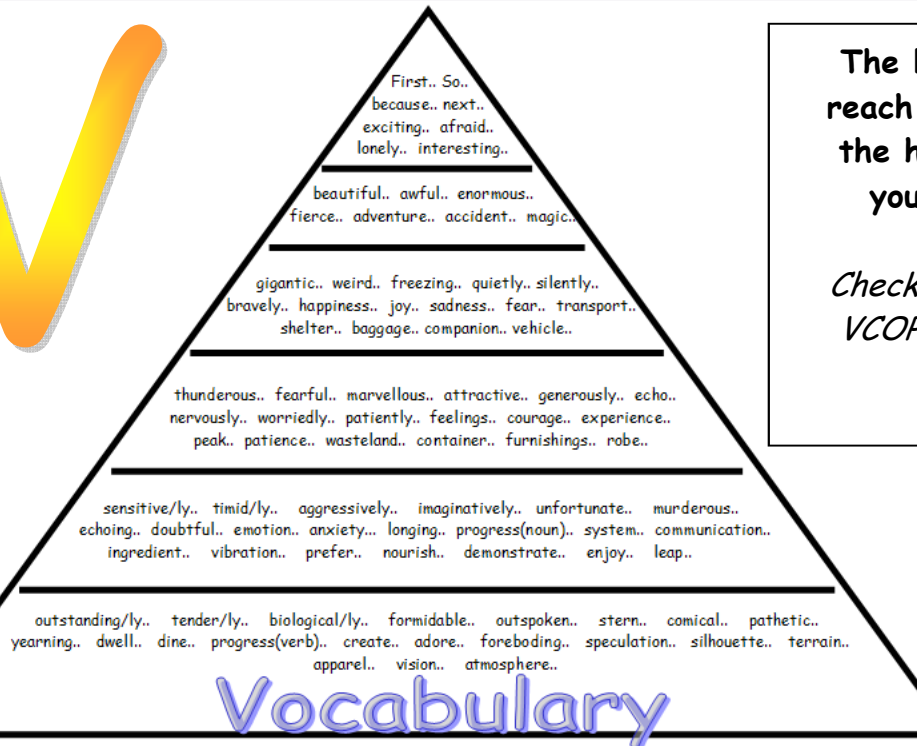 V
First.. So..
because.. next..
exciting.. afraid..
lonely.. interesting..
beautiful.. awful.. enormous..
fierce.. adventure.. accident.. magic..
gigantic.. weird.. freezing.. quietly.. silently..
bravely.. happiness.. joy.. sadness.. fear.. transport..
shelter.. baggage.. companion.. vehicle..
thunderous.. fearful.. marvellous.. attractive.. generously.. echo..
nervously.. worriedly.. patiently.. feelings.. courage.. experience..
peak.. patience.. wasteland.. container.. furnishings.. robe..
sensitive/ly.. timid/ly.. aggressively.. imaginatively.. unfortunate.. murderous..
echoing.. doubtful.. emotion.. anxiety... longing.. progress(noun).. system.. communication..
ingredient.. vibration.. prefer.. nourish.. demonstrate.. enjoy.. leap..
outstanding/ly.. tender/ly.. biological/ly.. formidable.. outspoken.. stern.. comical.. pathetic..
yearning.. dwell.. dine.. progress(verb).. create.. adore.. foreboding.. speculation.. silhouette.. terrain..
apparel.. vision.. atmosphere..
Vocabulary
The
reach
the
you
Check